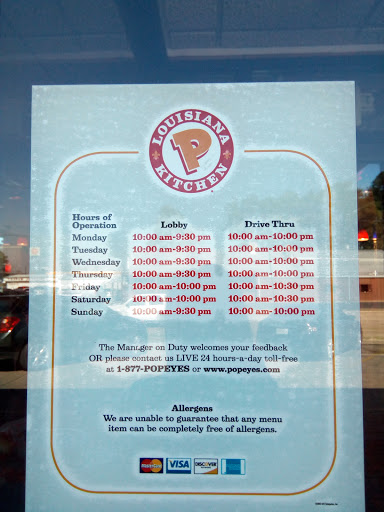 LOUISIANA
P
KITCHEN
Hours of Operation Lobby Drive Thru
Monday 10:00 am-9:30 pm 10:00 am-10:00 pm
Tuesday 10:00 am-9:30 pm 10:00 am-10:00 pm
Wednesday 10:00 am-9:30 pm 10:00 am-10:00 pm
Thursday 10:00 am-9:30 pm 10:00 am-10:00 pm
Friday 10:00 am-10:00 pm 10:00 am-10:30 pm
Saturday 10:00 am-10:00 pm 10:00 am-10:30 pm
Sunday 10:00 am-9:30 pm 10:00 am-10:00 pm
The Manager on Duty welcomes your feedback
OR please contact us LIVE 24 hours-a-day toll-free
at 1-877-POPEYES or www.popeyes.com
Allergens
We are unable to guarantee that any menu
item can be completely free of allergens.
MasterCard VISA DISCOVER